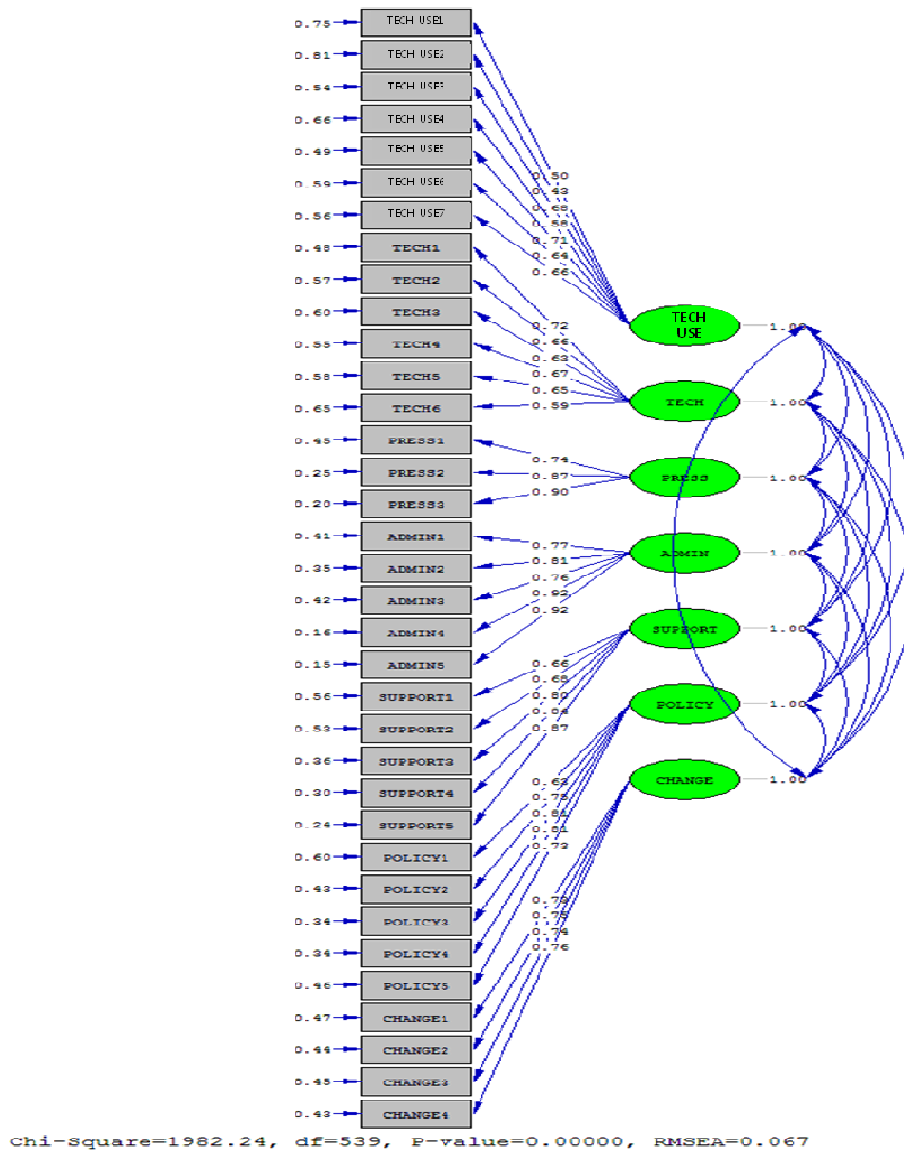 0.75 TECH USE1
0.81 TECH USE2
0.54 TECH USE3
0.66 TECH USE4
0.49 TECH USE5
0.59 TECH USE6
0.56 TECH USE7
0.48 TECH1
0.57 TECH2
0.60 TECH3
0.55 TECH4
0.58 TECH5
0.65 TECH6
0.45 PRESS1
0.25 PRESS2
0.20 PRESS3
0.41 ADMIN1
0.35 ADMIN2
0.42 ADMIN3
0.16 ADMIN4
0.15 ADMIN5
0.56 SUPPORT1
0.53 SUPPORT2
0.36 SUPPORT3
0.30 SUPPORT4
0.24 SUPPORT5
0.60 POLICY1
0.43 POLICY2
0.34 POLICY3
0.34 POLICY4
0.46 POLICY5
0.47 CHANGE1
0.44 CHANGE2
0.45 CHANGE3
0.43 CHANGE4
0.50
0.43
0.68
0.58
0.71
0.64
0.66
0.72
0.66
0.63
0.67
0.65
0.59
0.74
0.87
0.90
0.77
0.81
0.76
0.92
0.92
0.66
0.80
0.84
0.87
0.63
0.75
0.81
0.81
0.73
0.73
0.75
0.74
0.76
TECH
USE
1.00
TECH 1.00
PRESS 1.00
ADMIN 1.00
SUPPORT 1.00
POLICY 1.00
CHANGE 1.00
Chi-Square=1982.24, df=539, P-value=0.00000, RMSEA=0.067